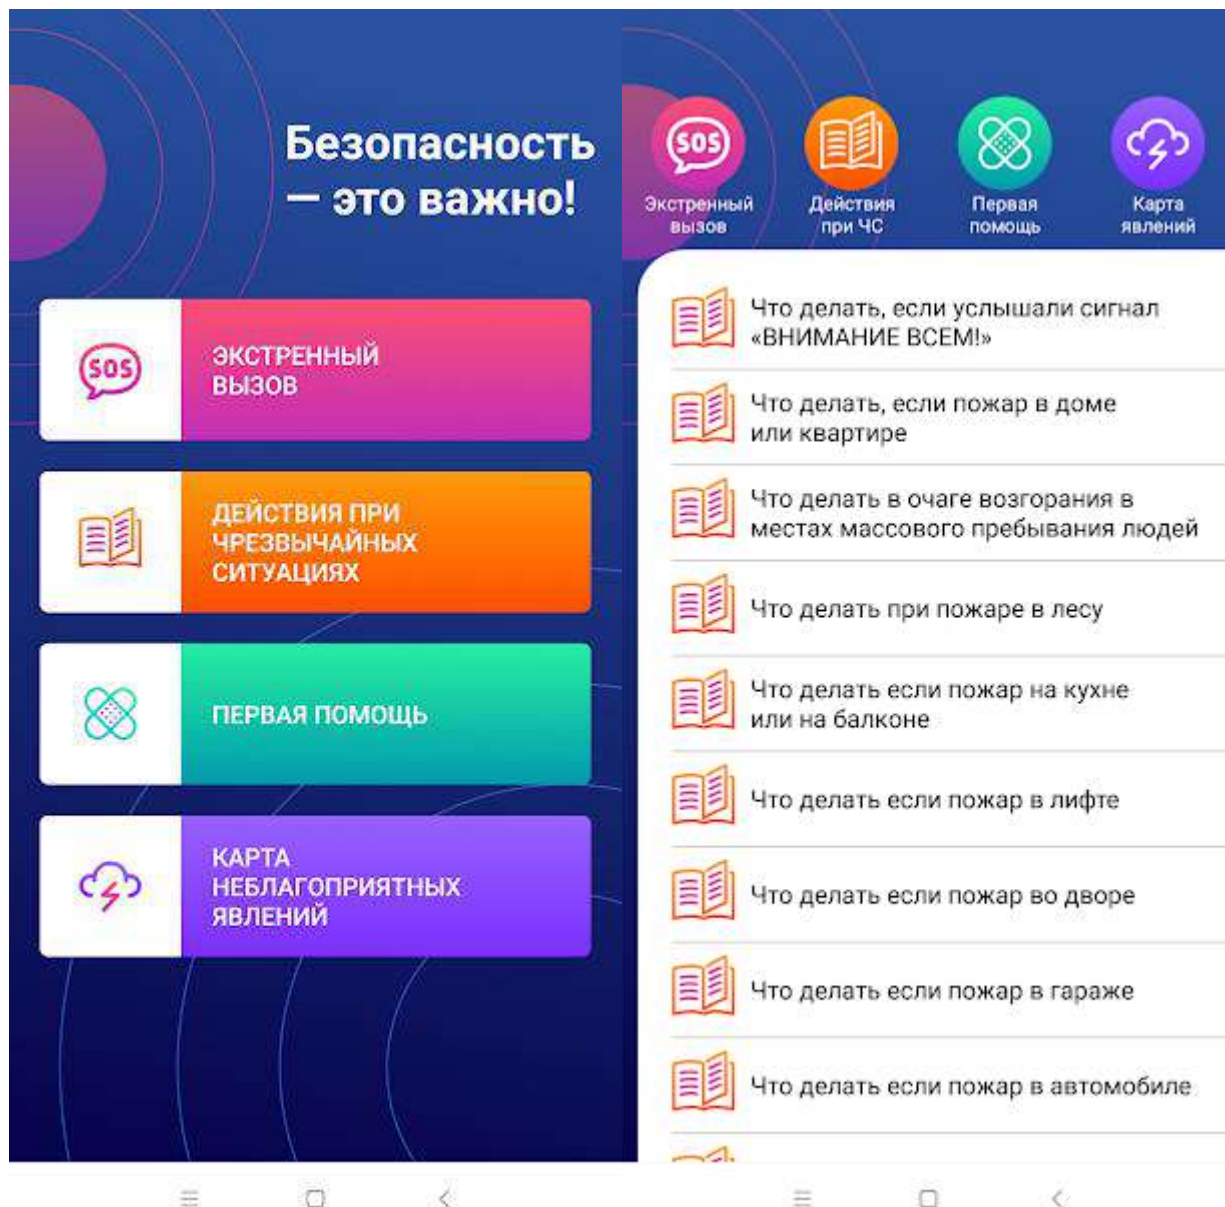 Безопасность
— это важно!
SOS
ЭКСТРЕННЫЙ
ВЫЗОВ
ДЕЙСТВИЯ ПРИ
ЧРЕЗВЫЧАЙНЫХ
СИТУАЦИЯХ
ПЕРВАЯ ПОМОЩЬ
КАРТА
НЕБЛАГОПРИЯТНЫХ
ЯВЛЕНИЙ
SOS
Экстренный
вызов
Действия
при ЧС
Первая
помощь
Карта
явлений
Что делать, если услышали сигнал
«ВНИМАНИЕ ВСЕМ!»
Что делать, если пожар в доме
или квартире
Что делать в очаге возгорания в
местах массового пребывания людей
Что делать при пожаре в лесу
Что делать если пожар на кухне
или на балконе
Что делать если пожар в лифте
Что делать если пожар во дворе
Что делать если пожар в гараже
Что делать если пожар в автомобиле